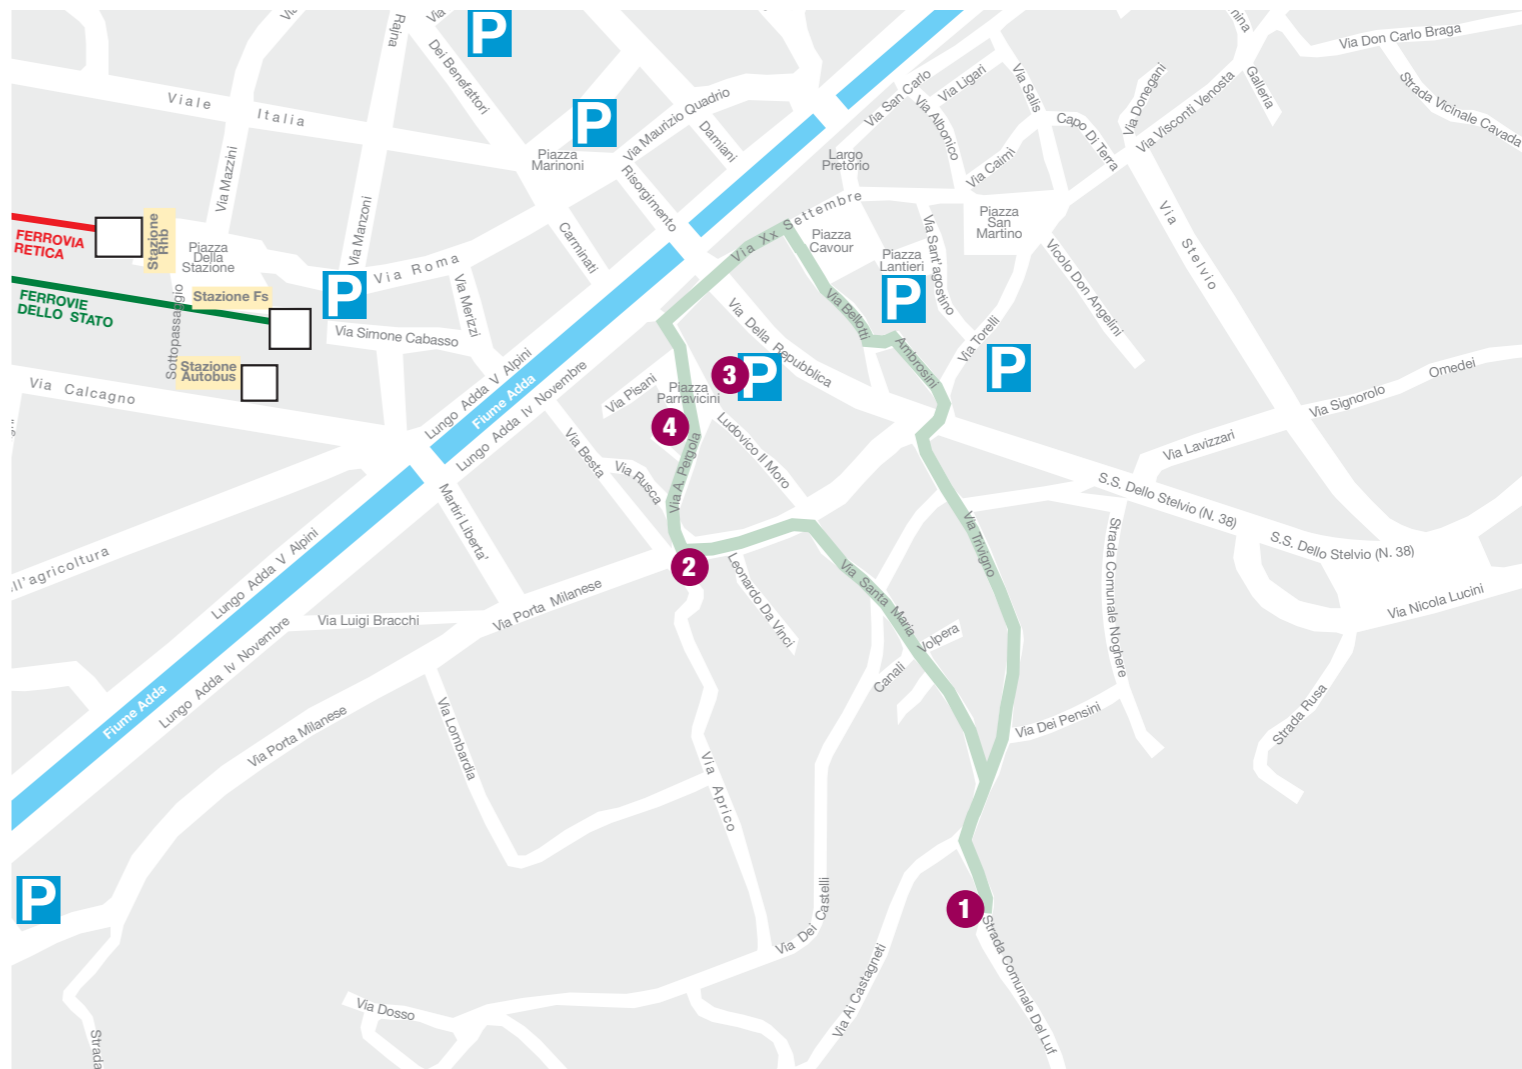 P
Raina
Dei Benefattori
Via Don Carlo Braga
Strada Vicinale Cavada
Galleria
Via Visconti Venosta
Via Donegani
Capo Di Terra
Via Salis
Via Ligari
Via San Carlo
Via Albonico
Via Caimi
Largo
Pretorio
Viale Italia
P
Via Maurizio Quadrio
Damiani
Piazza
Marinoni
Risorgimento
Via Mazzini
Via Manzoni
Carminati
Via Xx Settembre
Piazza
Cavour
Piazza
Lantieri
Via Sant'agostino
Piazza
San
Martino
Vicolo Don Angelini
Via Stelvio
FERROVIA
RETICA
Stazione
Rhb
Piazza
Della
Stazione
FERROVIE
DELLO STATO
Stazione Fs
Sottopassaggio
Stazione
Autobus
Via Calcagno
P
Via Roma
Via Merizzi
Via Simone Cabasso
Lungo Adda V Alpini
Fiume Adda
Lungo Adda Iv Novembre
Via Della Repubblica
Via Bellotti
P
Ambrosini
Via Torelli
P
Omedei
Via Signorolo
Via Lavizzari
3
P
Via Pisani
Piazza
Parravicini
4
Ludovico Il Moro
Via A. Pergola
Via Besta
Via Rusca
Martiri Liberta'
S.S. Dello Stelvio (N. 38)
S.S. Dello Stelvio (N. 38)
Via Trivigno
Strada Comunale Noghere
Via Nicola Lucini
Strada Rusa
2
Leonardo Da Vinci
Via Santa Maria
Volpera
Canali
Via Dei Pensini
ll'agricoltura
Lungo Adda V Alpini
Via Luigi Bracchi
Via Porta Milanese
Lungo Adda Iv Novembre
Fiume Adda
Via Porta Milanese
Via Lombardia
Via Aprico
P
Via Dei Castelli
1
Strada Comunale Del Luf
Via Ai Castagneti
Via Dosso
Strada